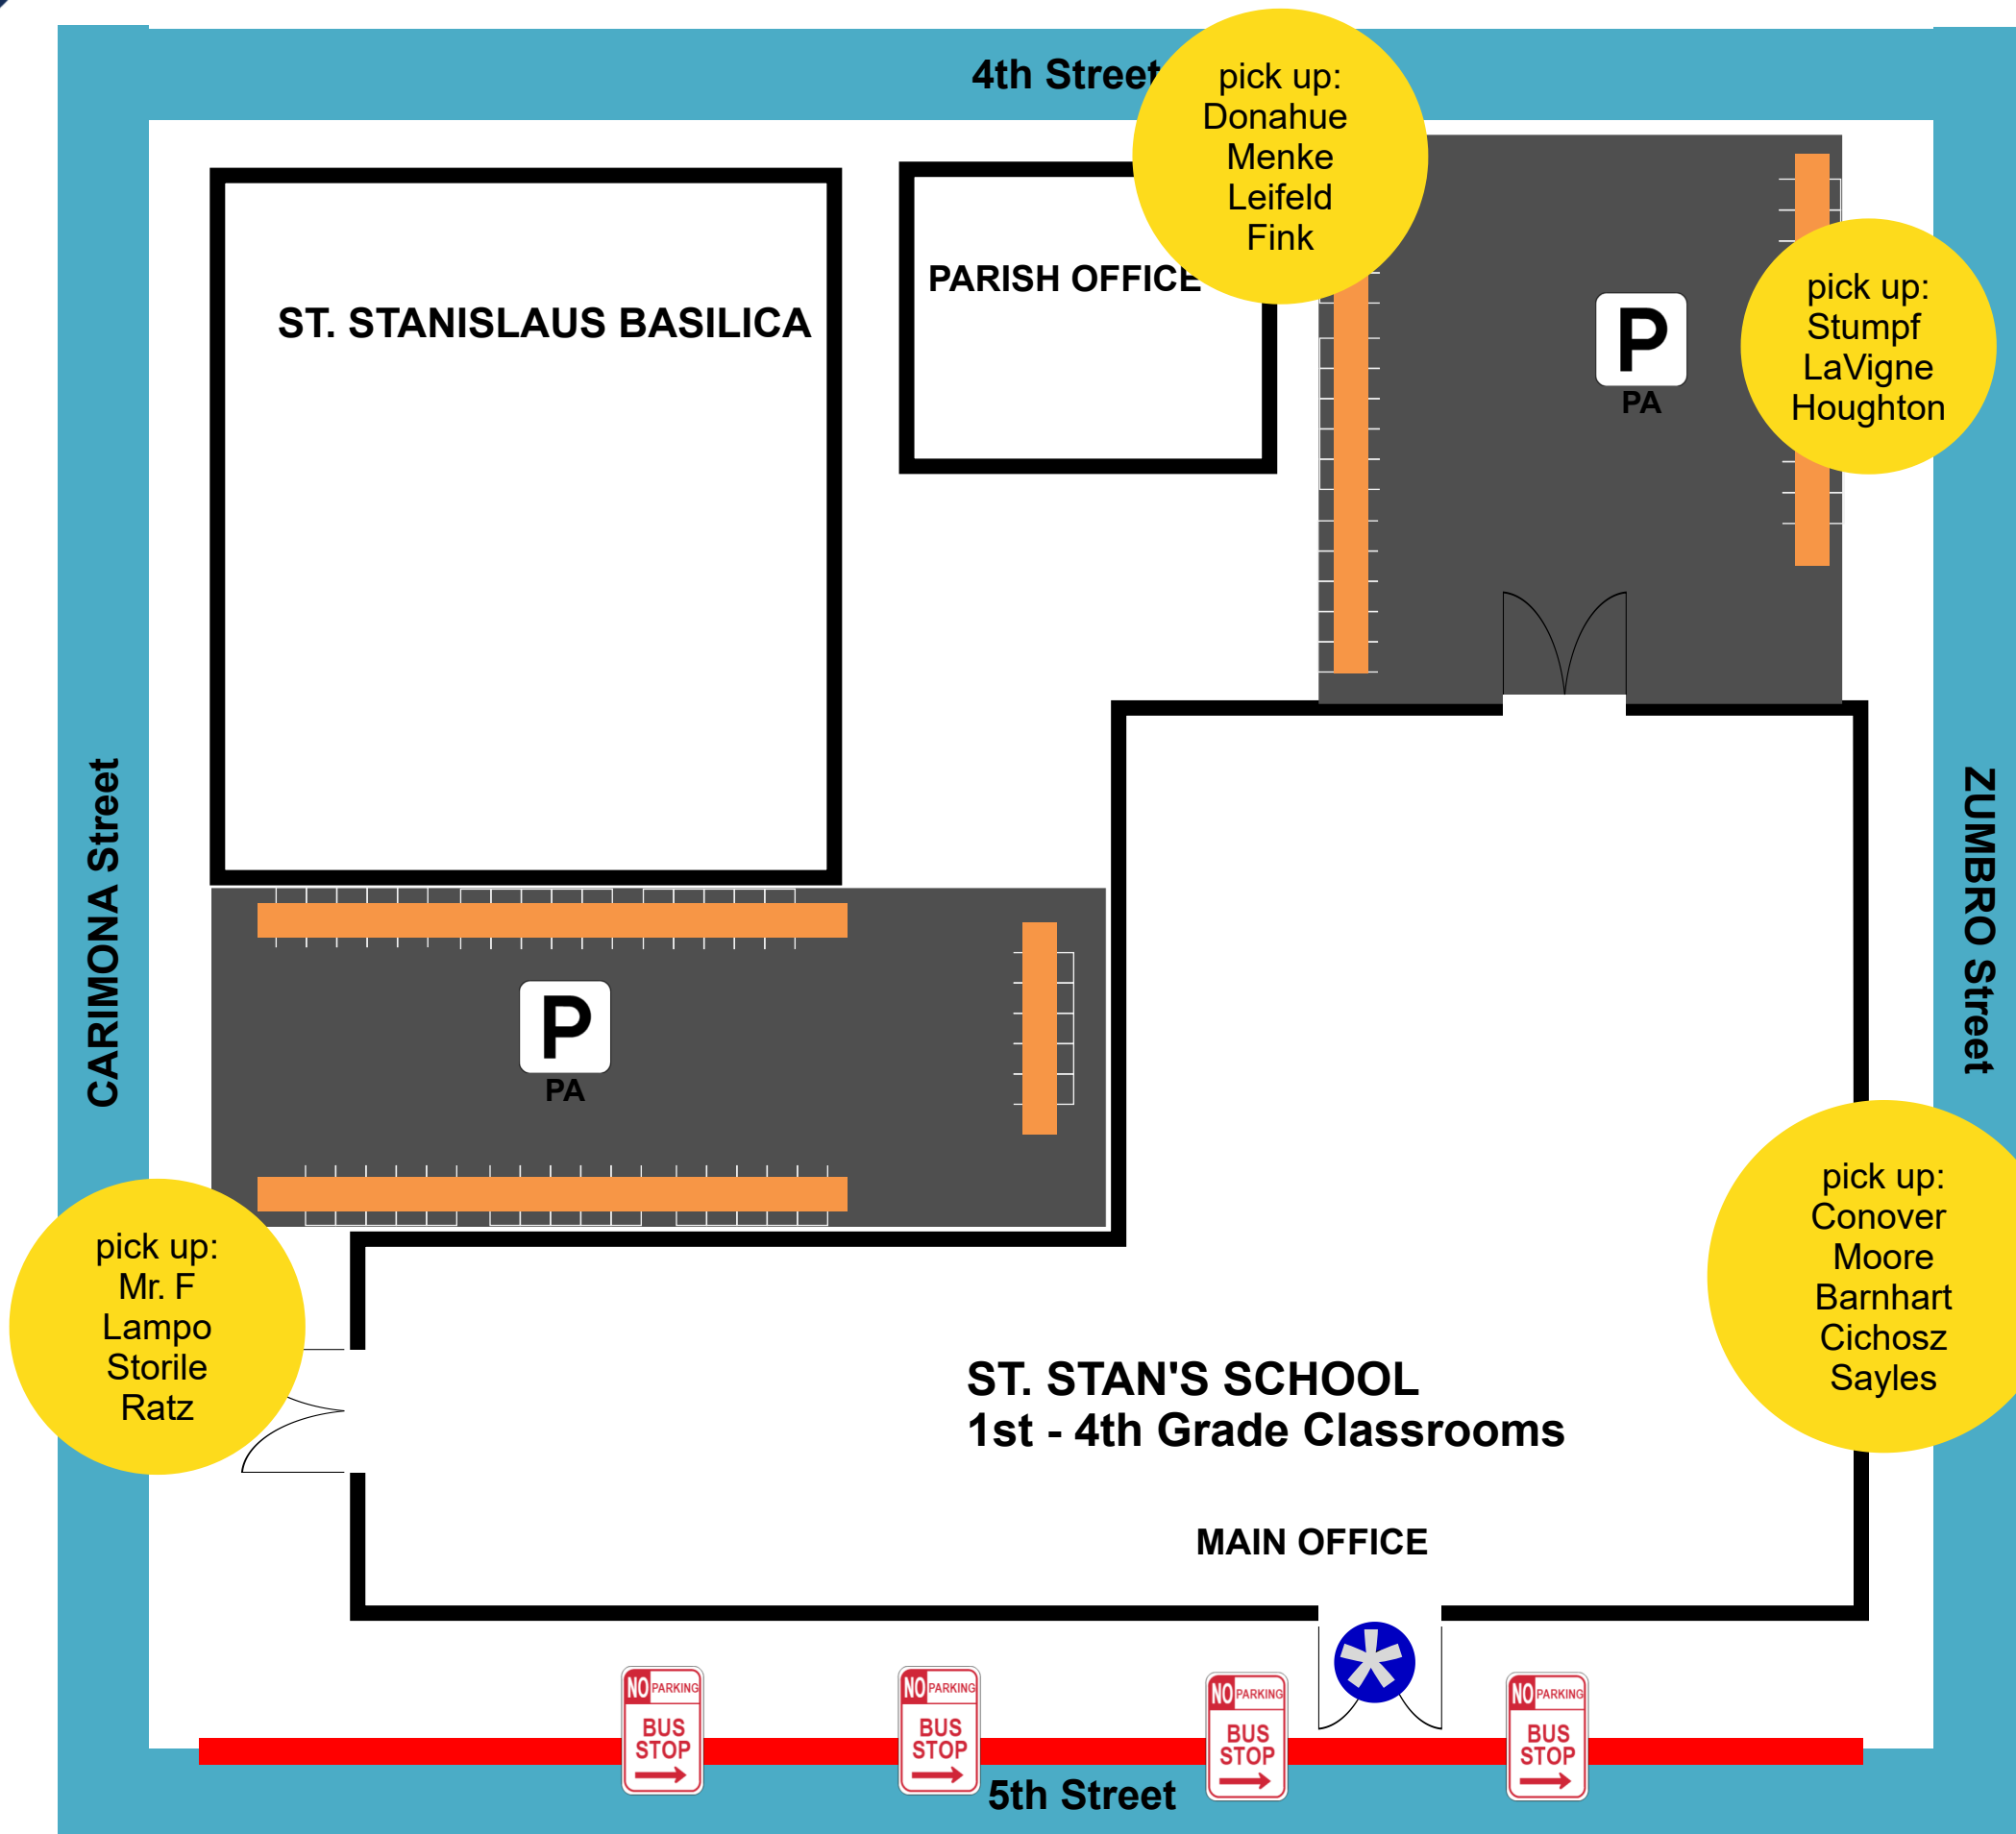 4th Street
pick up:
Donahue
Menke
Leifeld
Fink
PARISH OFFICE
ST. STANISLAUS BASILICA
pick up:
Stumpf
LaVigne
Houghton
P
PA
CARIMONA Street
ZUMBRO Street
P
PA
pick up:
Conover
Moore
Barnhart
Cichosz
Sayles
pick up:
Mr. F
Lampo
Storile
Ratz
ST. STAN'S SCHOOL
1st - 4th Grade Classrooms
MAIN OFFICE
*
NO PARKING
BUS
STOP
NO PARKING
BUS
STOP
NO PARKING
BUS
STOP
NO PARKING
BUS
STOP
5th Street